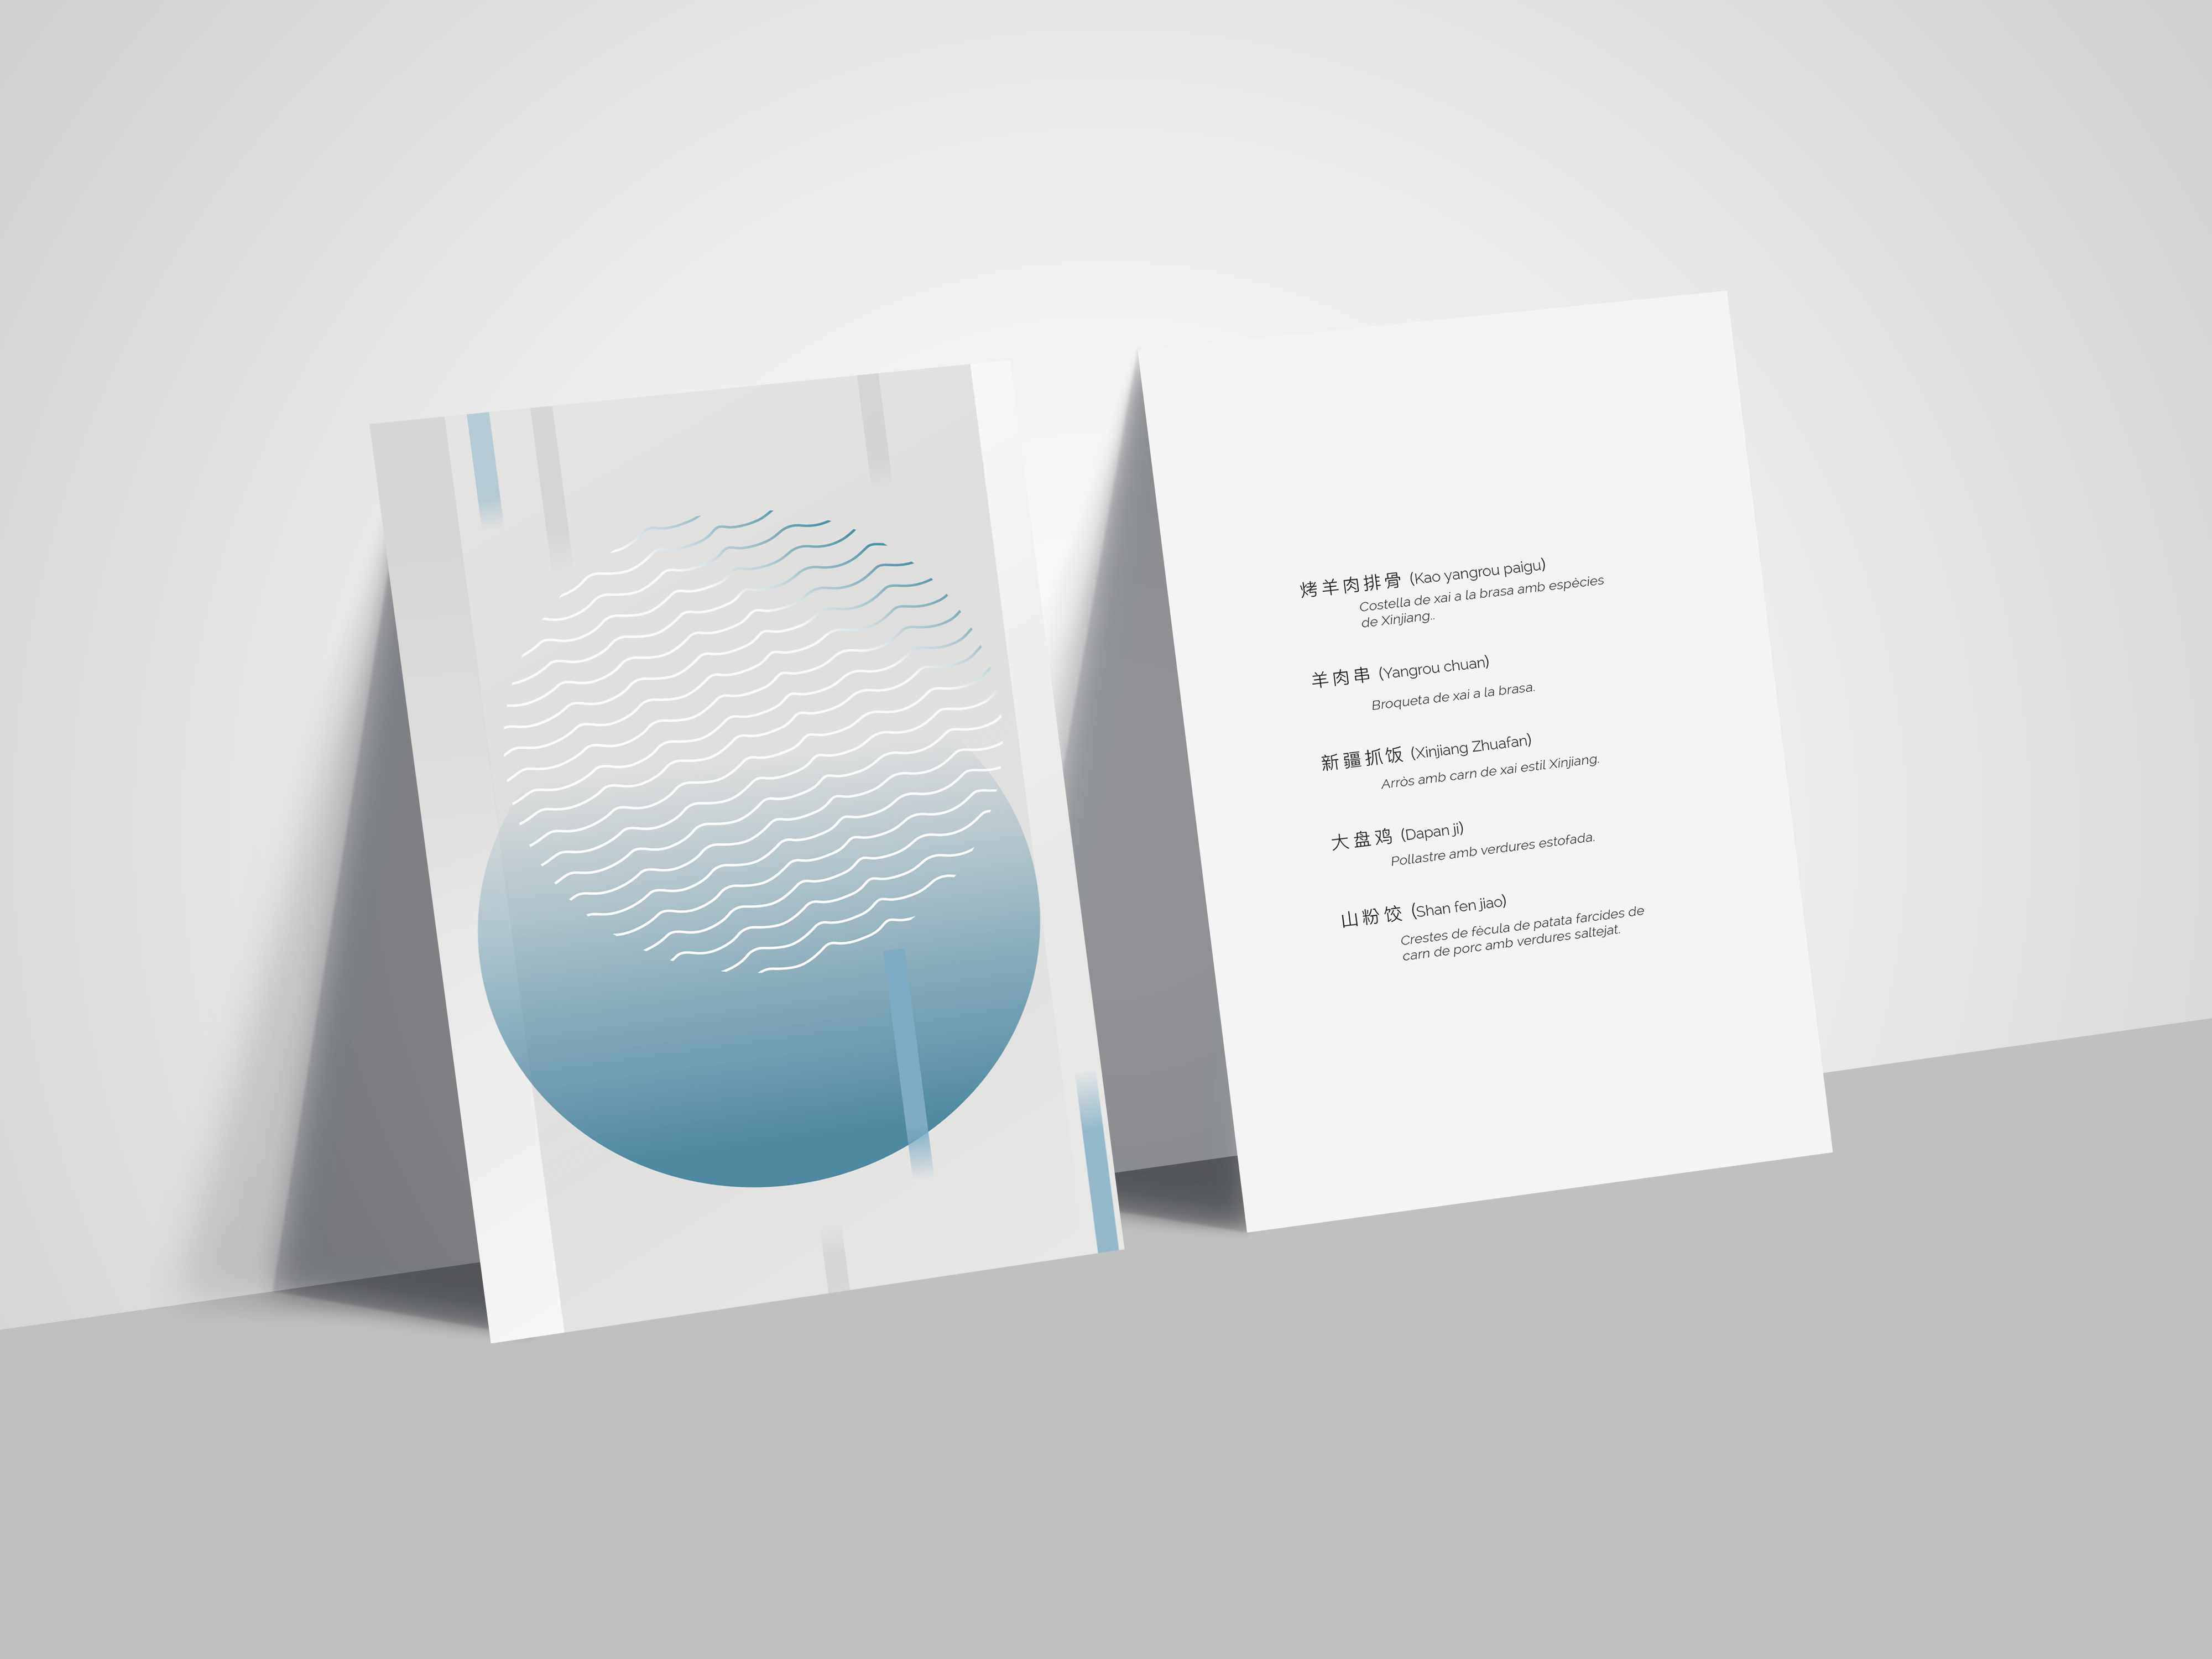 烤羊肉排骨 (Kao yangrou paigu)
Costella de xai a la brasa amb espècies
de Xinjiang..
羊肉串 (Yangrou chuan)
Broqueta de xai a la brasa.
新疆抓饭 (Xinjiang Zhuafan)
Arròs amb carn de xai estil Xinjiang.
大盘鸡 (Dapan ji)
Pollastre amb verdures estofada.
山粉饺 (Shan fen jiao)
Crestes de fècula de patata farcides de
carn de porc amb verdures saltejat.